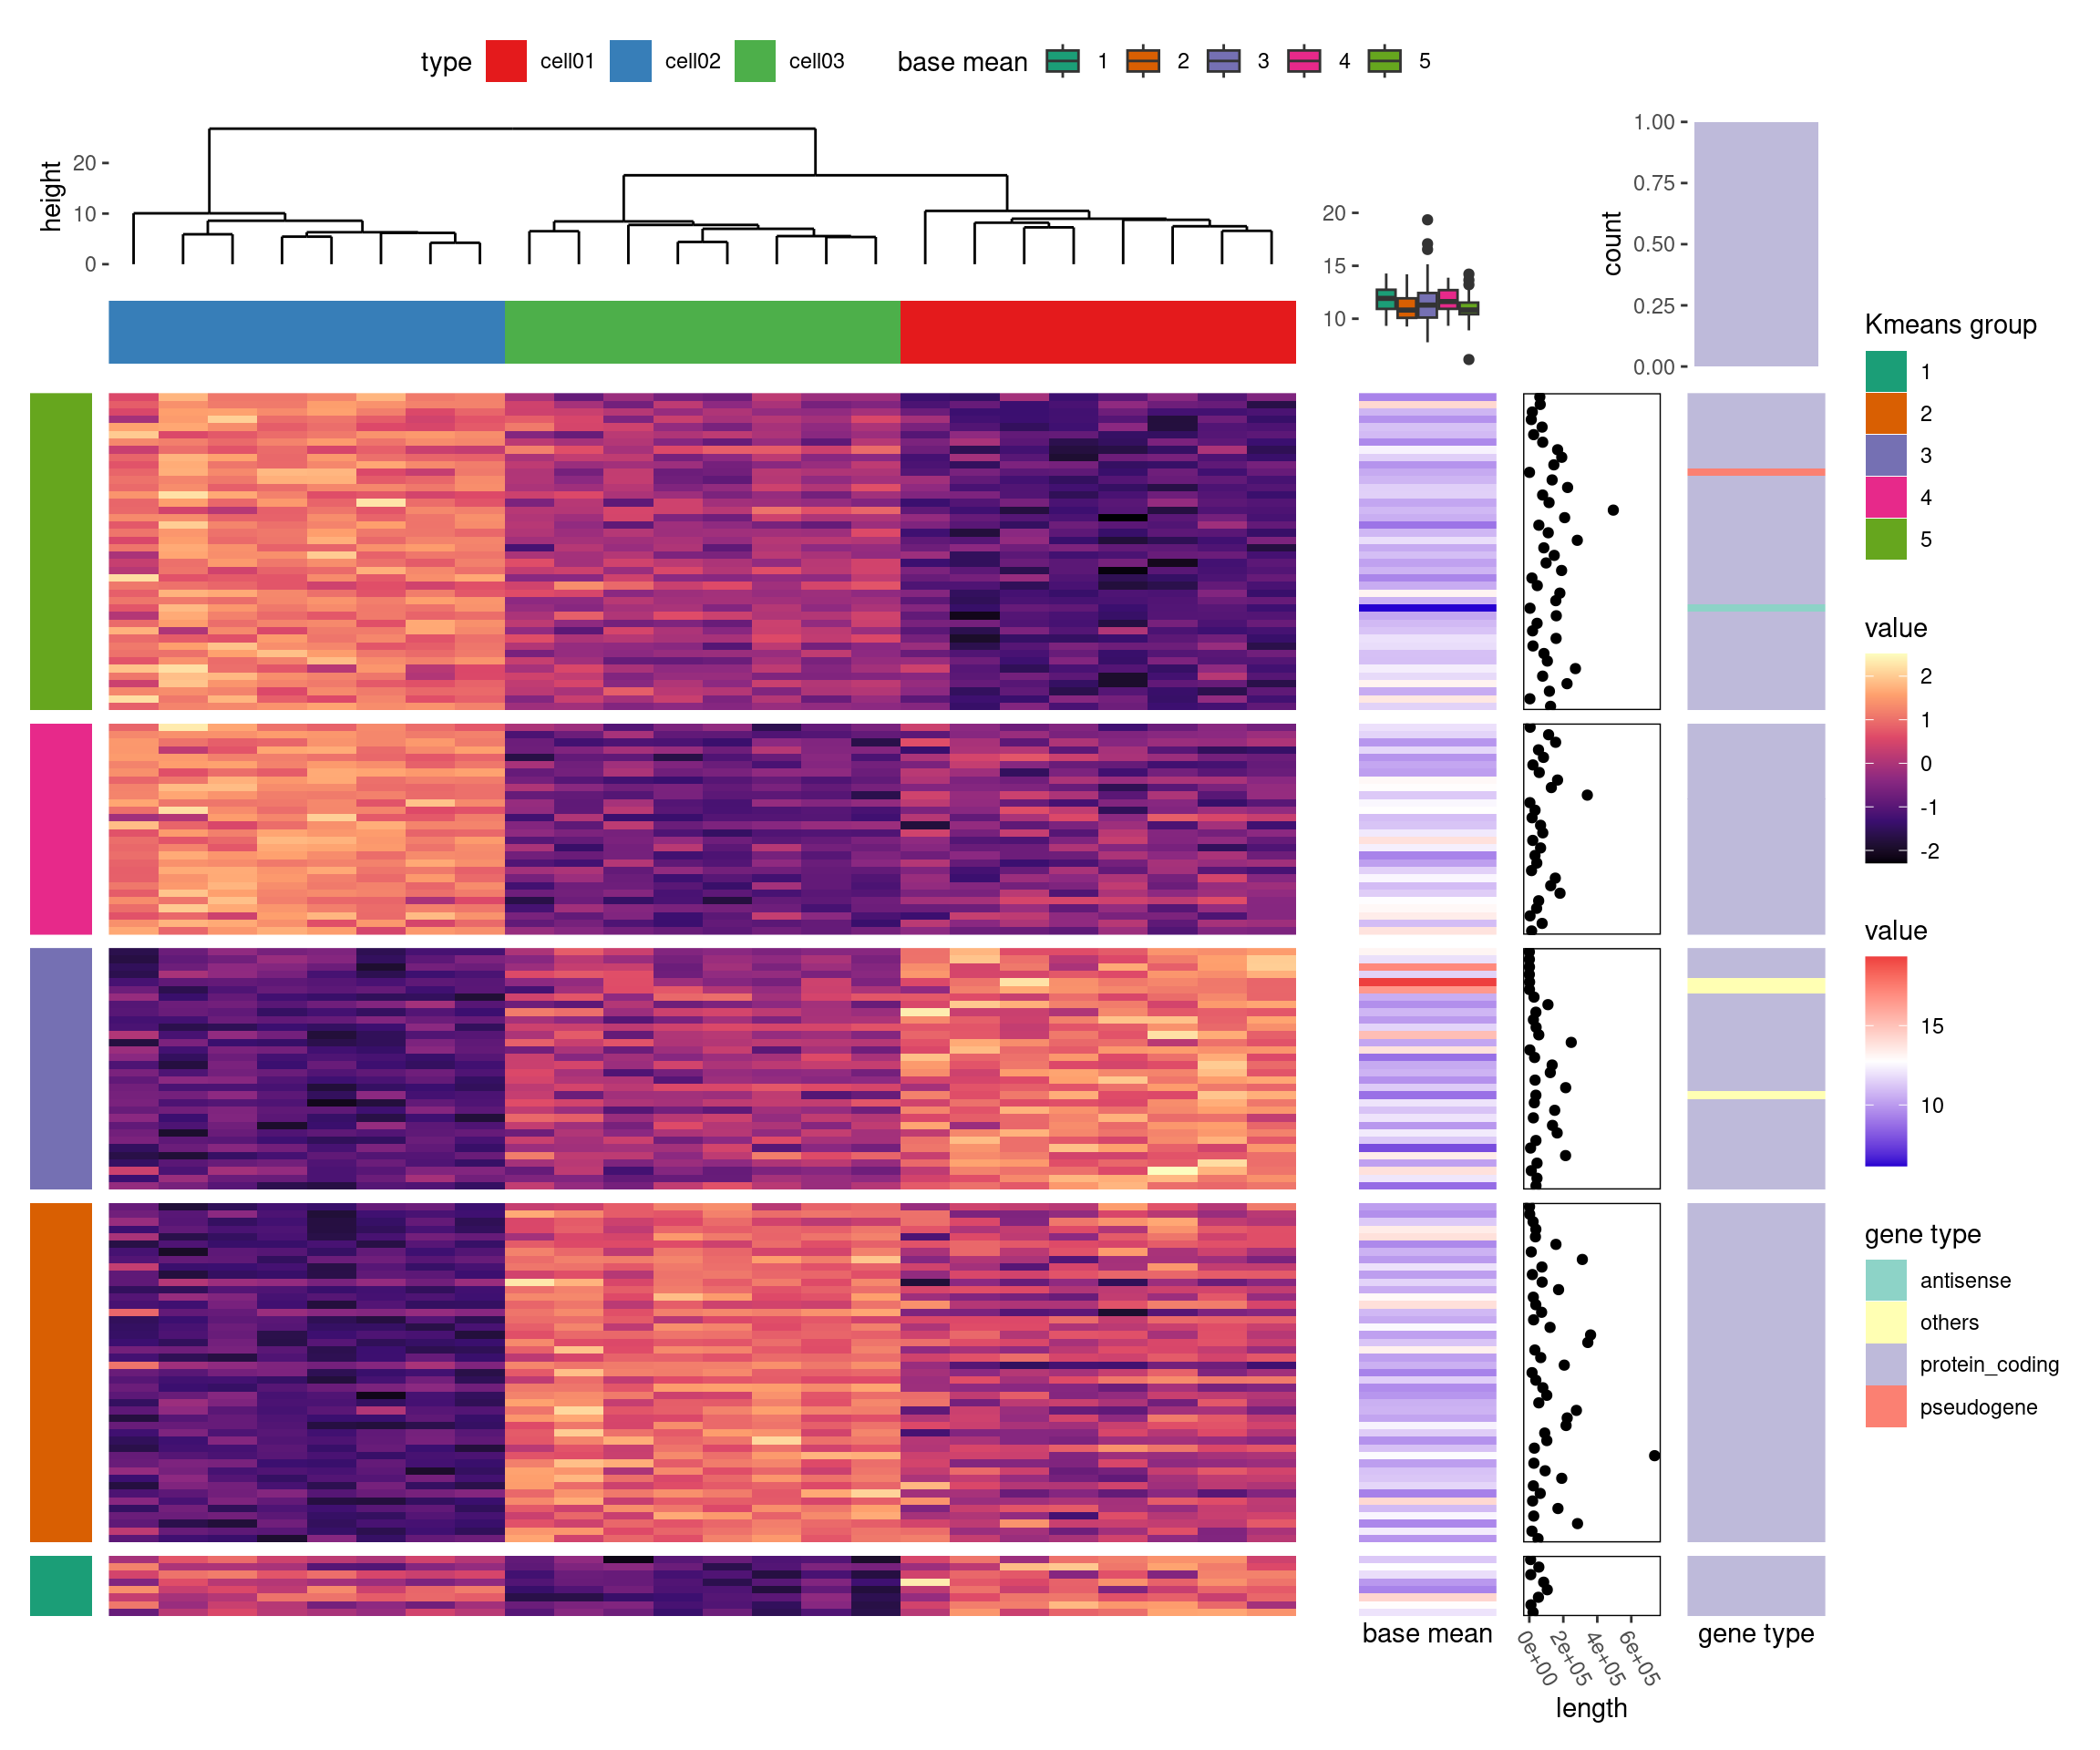 type cell01 cell02 cell03 base mean 1 2 3 4 5
height
20
10
0
20
15
10
count
1.00
0.75
0.50
0.25
0.00
Kmeans group
1
2
3
4
5
value
2
1
0
-1
-2
value
15
10
gene type
antisense
others
protein_coding
pseudogene
base mean
0e+00 2e+05 4e+05 6e+05
length
gene type